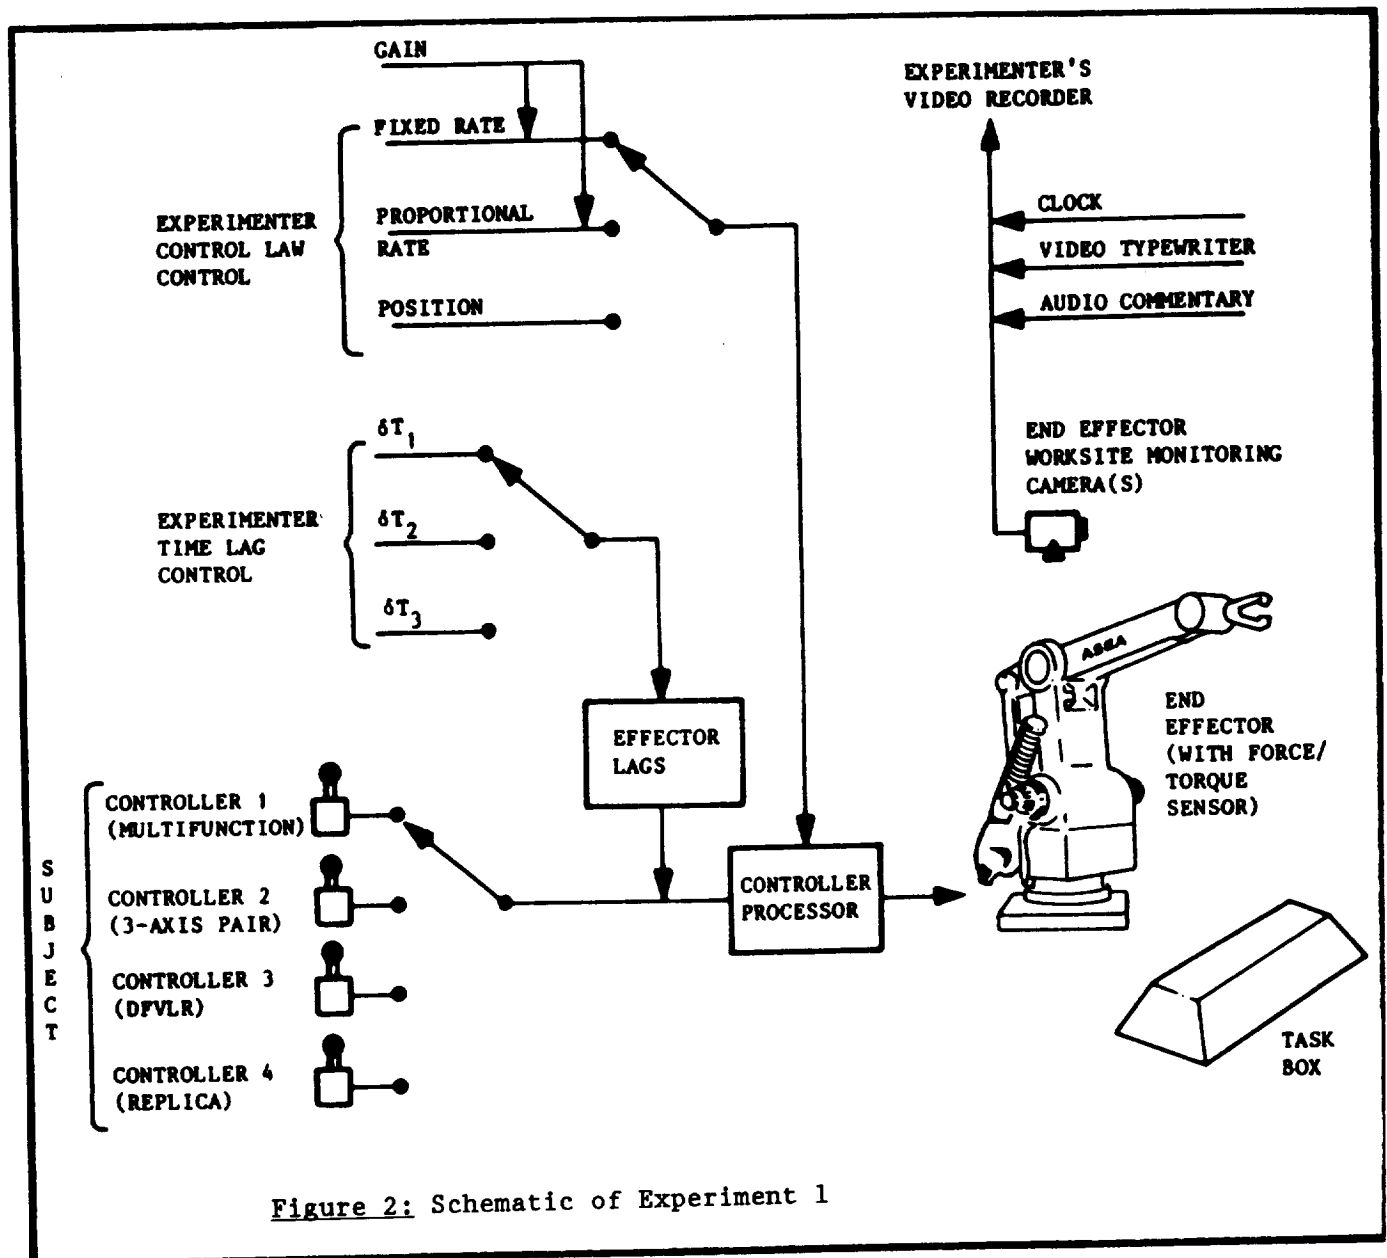 GAIN
FIXED RATE
PROPORTIONAL
RATE
POSITION
EXPERIMENTER
CONTROL LAW
CONTROL
EXPERIMENTER'S
VIDEO RECORDER
CLOCK
VIDEO TYPEWRITER
AUDIO COMMENTARY
END EFFECTOR
WORKSITE MONITORING
CAMERA(S)
δT1
δT2
δT3
EXPERIMENTER
TIME LAG
CONTROL
EFFECTOR
LAGS
ASEA
END
EFFECTOR
(WITH FORCE/
TORQUE
SENSOR)
SUBJECT
CONTROLLER 1
(MULTIFUNCTION)
CONTROLLER 2
(3-AXIS PAIR)
CONTROLLER 3
(DFVLR)
CONTROLLER 4
(REPLICA)
CONTROLLER
PROCESSOR
TASK
BOX
Figure 2: Schematic of Experiment 1